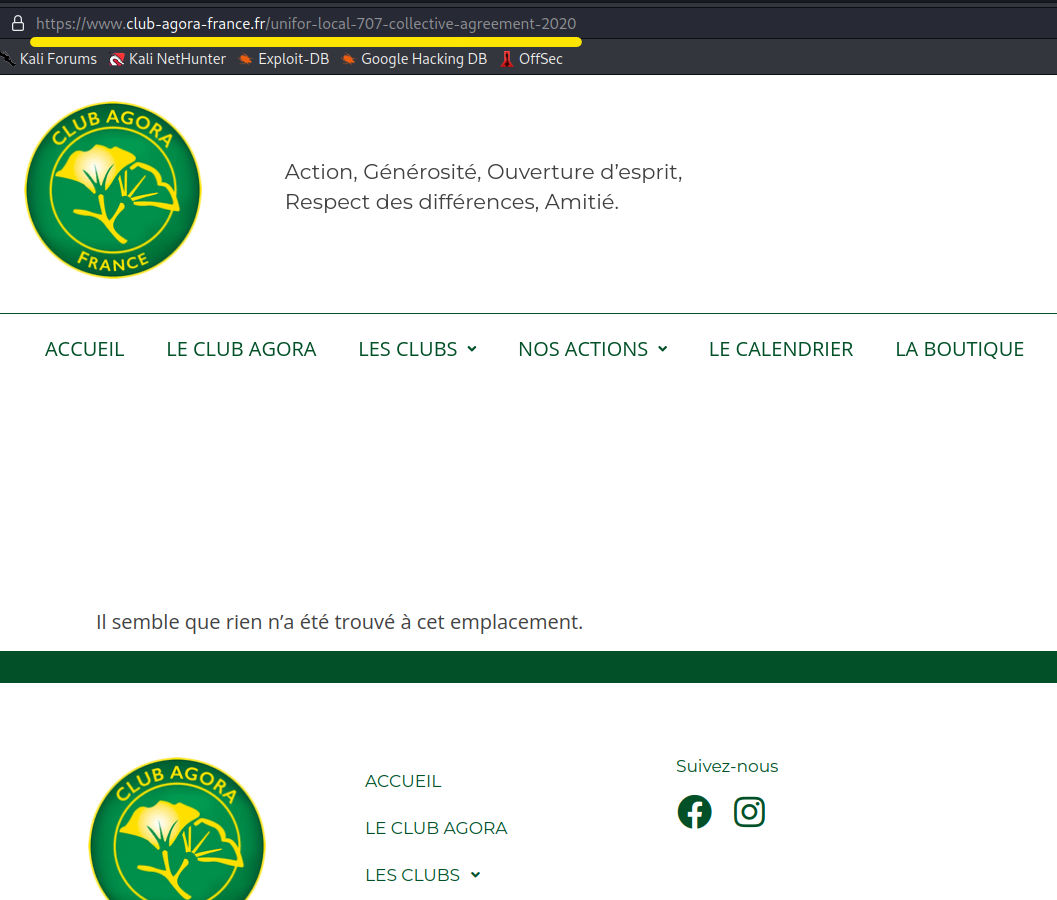 https://www.club-agora-france.fr/unifor-local-707-collective-agreement-2020
Kali Forums Kali NetHunter Exploit-DB Google Hacking DB OffSec
CLUB AGORA
FRANCE
Action, Générosité, Ouverture d’esprit,
Respect des différences, Amitié.
ACCUEIL LE CLUB AGORA LES CLUBS NOS ACTIONS LE CALENDRIER LA BOUTIQUE
Il semble que rien n’a été trouvé à cet emplacement.
CLUB AGORA
ACCUEIL
LE CLUB AGORA
LES CLUBS
Suivez-nous